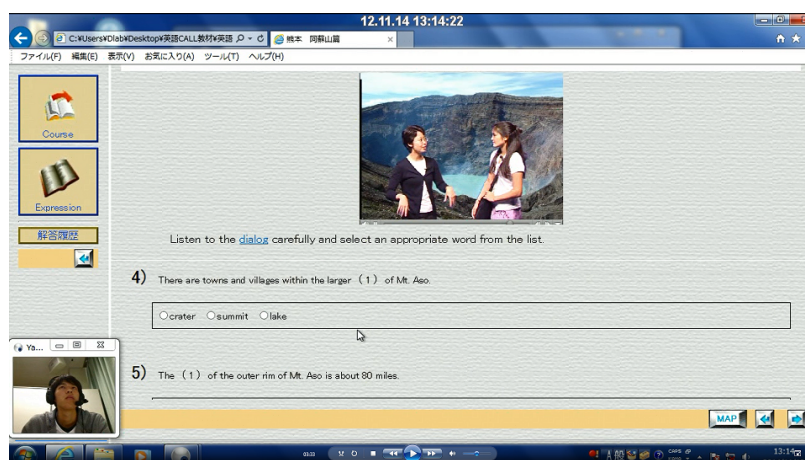 12.11.14 13:14:22
C:¥Users¥Dlab¥Desktop¥英語CALL教材¥英語
熊本 阿蘇山篇
ファイル(F) 編集(E) 表示(V) お気に入り(A) ツール(T) ヘルプ(H)
Course
Expression
解答履歴
Listen to the dialog carefully and select an appropriate word from the list.
4) There are towns and villages within the larger (1) of Mt. Aso.
crater summit lake
5) The (1) of the outer rim of Mt. Aso is about 80 miles.
Ya...
MAP
CAPS
13:14